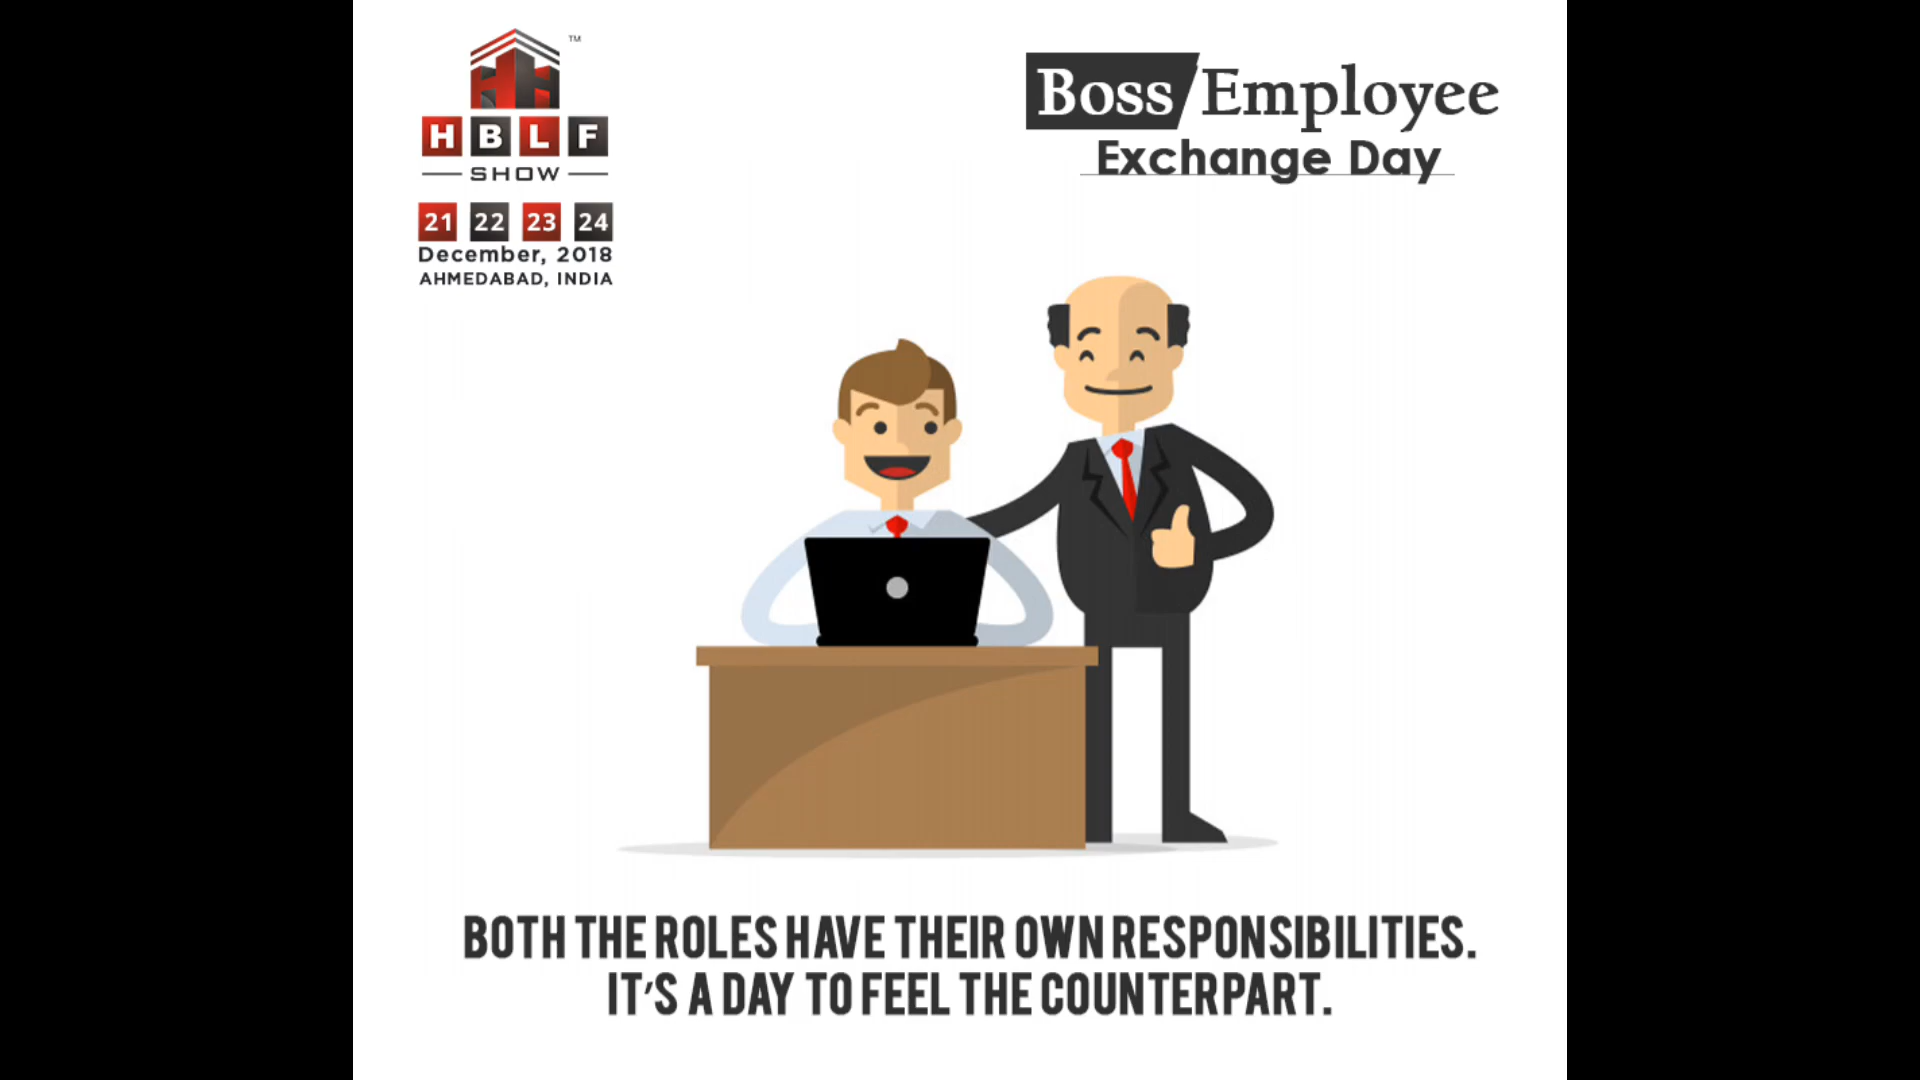 TM
HBLF
SHOW
21 22 23 24
December, 2018
AHMEDABAD, INDIA
Boss/Employee
Exchange Day
BOTH THE ROLES HAVE THEIR OWN RESPONSIBILITIES.
IT'S A DAY TO FEEL THE COUNTERPART.